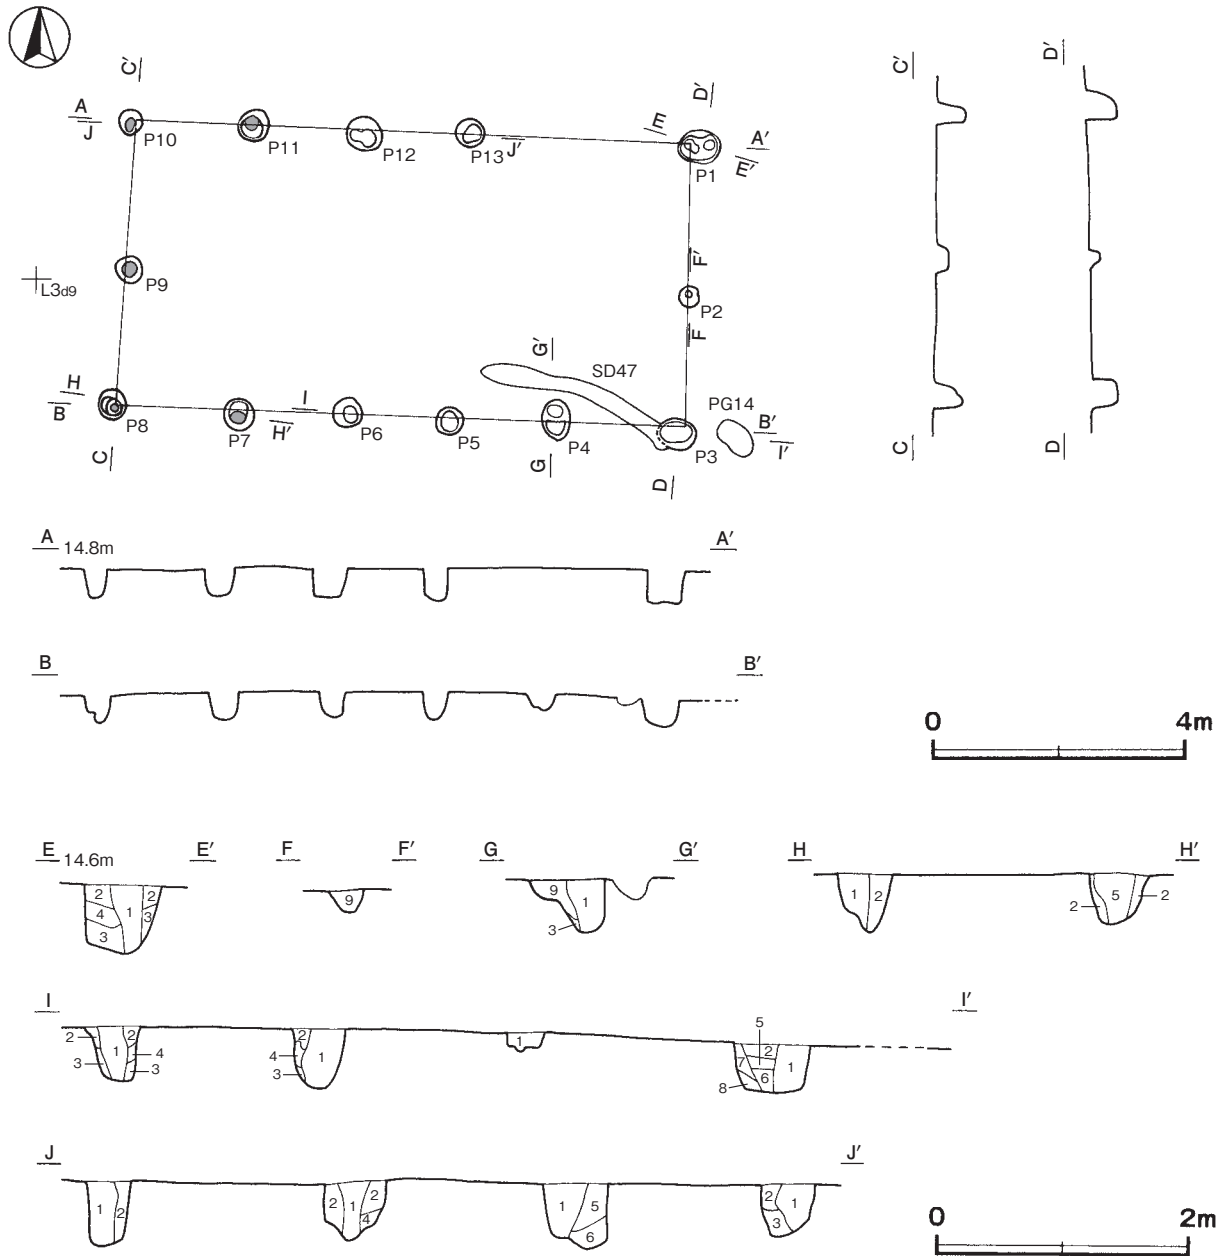 C′ C′ D′
A D′
J E A′
P10 P11 P12 P13 J′ E′
P1
F′
P9 P2
L3d9
F
G′ SD47
H I PG14
B B′
P8 P7 H′ P6 P5 P4 P3 I′
C G D C D
A 14.8m A′
B B′
0 4m
E 14.6m E′ F F′ G G′ H H′
2 1 2 4 3 3 9 9 1 3 1 2 2 5 2
I I′
2 1 2 4 3 3 2 1 4 3 1 5 2 7 6 1 8
J J′
1 2 2 1 2 4 1 5 6 2 1 3
0 2m